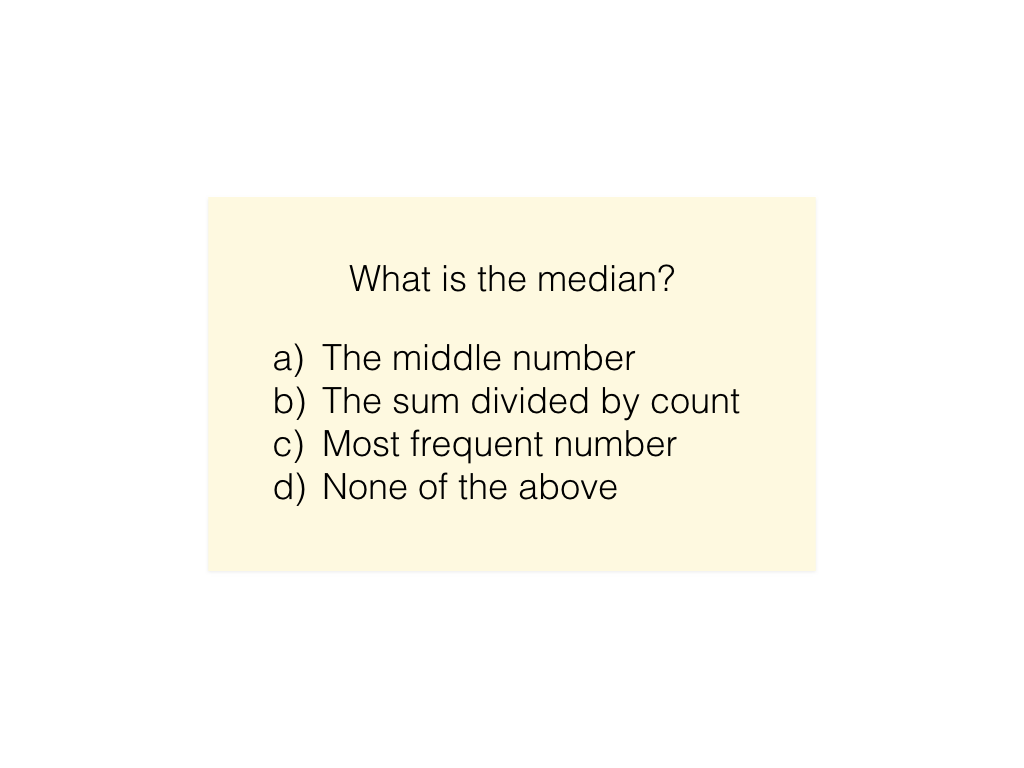 What is the median?
a) The middle number
b) The sum divided by count
c) Most frequent number
d) None of the above